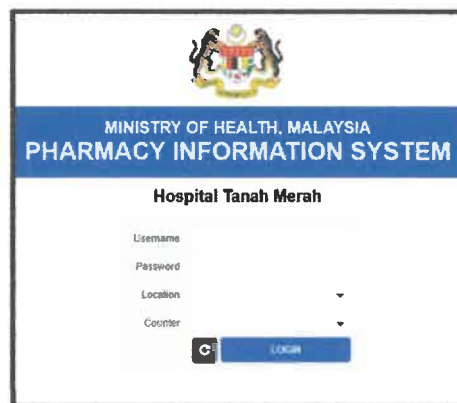 MINISTRY OF HEALTH, MALAYSIA
PHARMACY INFORMATION SYSTEM
Hospital Tanah Merah
Username
Password
Location
Counter
LOGIN